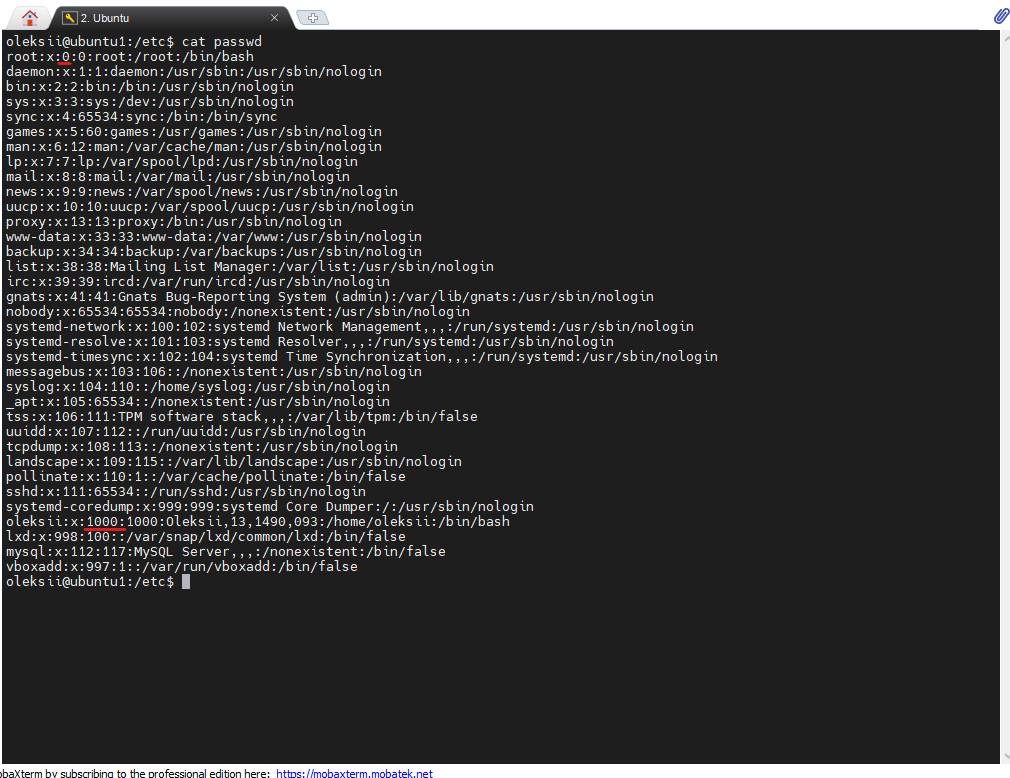 2. Ubuntu
oleksii@ubuntu1:/etc$ cat passwd
root:x:0:0:root:/root:/bin/bash
daemon:x:1:1:daemon:/usr/sbin:/usr/sbin/nologin
bin:x:2:2:bin:/bin:/usr/sbin/nologin
sys:x:3:3:sys:/dev:/usr/sbin/nologin
sync:x:4:65534:sync:/bin:/bin/sync
games:x:5:60:games:/usr/games:/usr/sbin/nologin
man:x:6:12:man:/var/cache/man:/usr/sbin/nologin
lp:x:7:7:lp:/var/spool/lpd:/usr/sbin/nologin
mail:x:8:8:mail:/var/mail:/usr/sbin/nologin
news:x:9:9:news:/var/spool/news:/usr/sbin/nologin
uucp:x:10:10:uucp:/var/spool/uucp:/usr/sbin/nologin
proxy:x:13:13:proxy:/bin:/usr/sbin/nologin
www-data:x:33:33:www-data:/var/www:/usr/sbin/nologin
backup:x:34:34:backup:/var/backups:/usr/sbin/nologin
list:x:38:38:Mailing List Manager:/var/list:/usr/sbin/nologin
irc:x:39:39:ircd:/var/run/ircd:/usr/sbin/nologin
gnats:x:41:41:Gnats Bug-Reporting System (admin):/var/lib/gnats:/usr/sbin/nologin
nobody:x:65534:65534:nobody:/nonexistent:/usr/sbin/nologin
systemd-network:x:100:102:systemd Network Management,,,:/run/systemd:/usr/sbin/nologin
systemd-resolve:x:101:103:systemd Resolver,,,:/run/systemd:/usr/sbin/nologin
systemd-timesync:x:102:104:systemd Time Synchronization,,,:/run/systemd:/usr/sbin/nologin
messagebus:x:103:106::/nonexistent:/usr/sbin/nologin
syslog:x:104:110::/home/syslog:/usr/sbin/nologin
_apt:x:105:65534::/nonexistent:/usr/sbin/nologin
tss:x:106:111:TPM software stack,,,:/var/lib/tpm:/bin/false
uuidd:x:107:112::/run/uuidd:/usr/sbin/nologin
tcpdump:x:108:113::/nonexistent:/usr/sbin/nologin
landscape:x:109:115::/var/lib/landscape:/usr/sbin/nologin
pollinate:x:110:1::/var/cache/pollinate:/bin/false
sshd:x:111:65534::/run/sshd:/usr/sbin/nologin
systemd-coredump:x:999:999:systemd Core Dumper:/:/usr/sbin/nologin
oleksii:x:1000:1000:Oleksii,13,1490,093:/home/oleksii:/bin/bash
lxd:x:998:100::/var/snap/lxd/common/lxd:/bin/false
mysql:x:112:117:MySQL Server,,,:/nonexistent:/bin/false
vboxadd:x:997:1::/var/run/vboxadd:/bin/false
oleksii@ubuntu1:/etc$
obaXterm by subscribing to the professional edition here: https://mobaxterm.mobatek.net